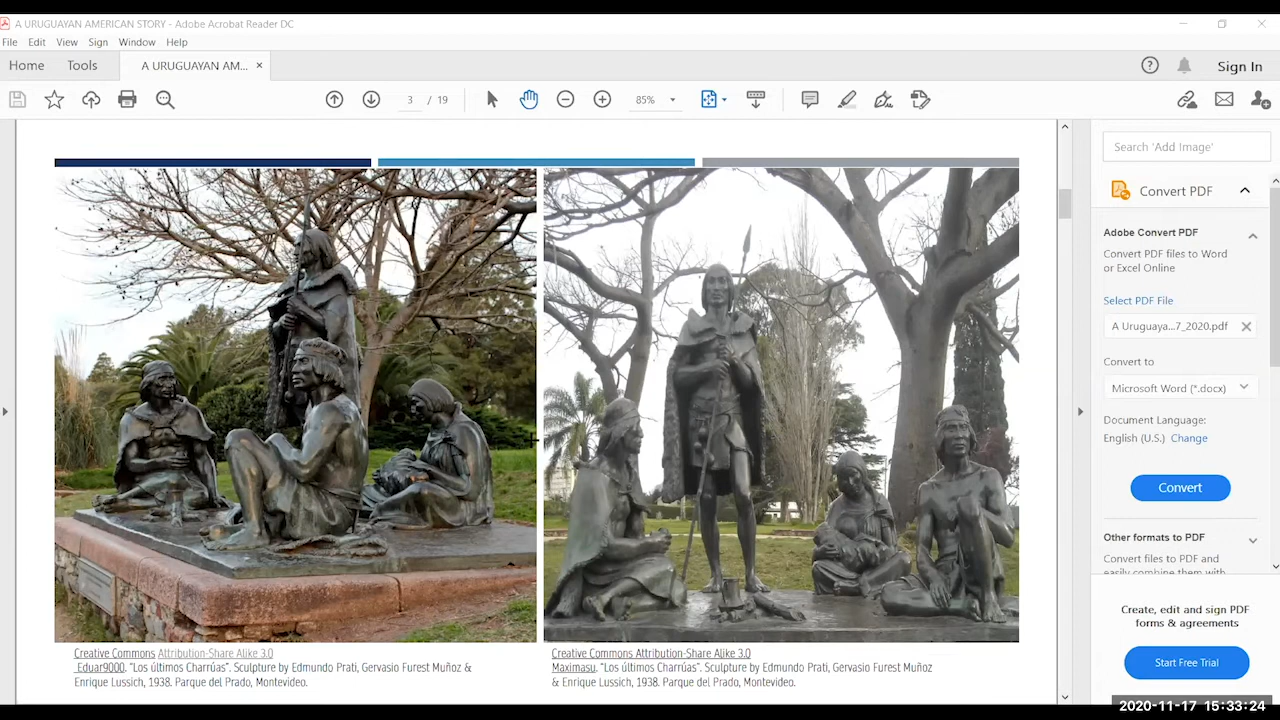 A URUGUAYAN AMERICAN STORY - Adobe Acrobat Reader DC
File Edit View Sign Window Help
Home Tools A URUGUAYAN AM... × Sign In
3 / 19 85%
Search 'Add Image'
Convert PDF
Adobe Convert PDF
Convert PDF files to Word
or Excel Online
Select PDF File
A Uruguaya...7_2020.pdf
Convert to
Microsoft Word (*.docx)
Document Language:
English (U.S.) Change
Convert
Other formats to PDF
Convert files to PDF and
easily combine them with
Create, edit and sign PDF
forms & agreements
Start Free Trial
Creative Commons Attribution-Share Alike 3.0
Eduar9000. "Los últimos Charrúas". Sculpture by Edmundo Prati, Gervasio Furest Muñoz &
Enrique Lussich, 1938. Parque del Prado, Montevideo.
Creative Commons Attribution-Share Alike 3.0
Maximasu. "Los últimos Charrúas". Sculpture by Edmundo Prati, Gervasio Furest Muñoz
& Enrique Lussich, 1938. Parque del Prado, Montevideo.
2020-11-17 15:33:24